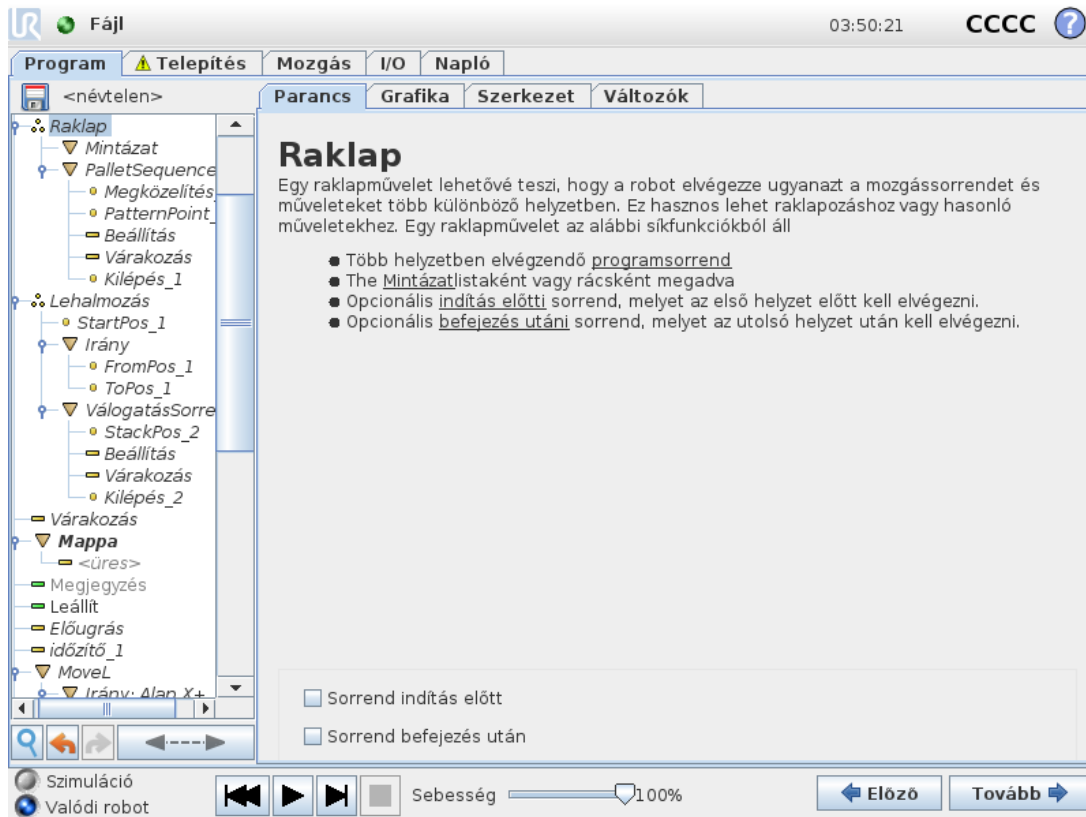 UR Fájl 03:50:21 CCCC ?
Program Telepítés Mozgás I/O Napló
<névtelen>
Parancs Grafika Szerkezet Változók
Raklap
Mintázat
PalletSequence
Megközelítés_
PatternPoint_
Beállítás
Várakozás
Kilépés_1
Lehalmozás
StartPos_1
Irány
FromPos_1
ToPos_1
VálogatásSorre
StackPos_2
Beállítás
Várakozás
Kilépés_2
Várakozás
Mappa
<üres>
Megjegyzés
Leállít
Előugrás
időzítő_1
MoveL
Irány: Alap X+
Raklap
Egy raklapművelet lehetővé teszi, hogy a robot elvégezze ugyanazt a mozgássorrendet és
műveleteket több különböző helyzetben. Ez hasznos lehet raklapozáshoz vagy hasonló
műveletekhez. Egy raklapművelet az alábbi síkfunkciókból áll
● Több helyzetben elvégzendő programsorrend
● The Mintázatlistaként vagy rácsként megadva
● Opcionális indítás előtti sorrend, melyet az első helyzet előtt kell elvégezni.
● Opcionális befejezés utáni sorrend, melyet az utolsó helyzet után kell elvégezni.
Sorrend indítás előtt
Sorrend befejezés után
Szimuláció
Valódi robot
Sebesség 100%
Előző Tovább